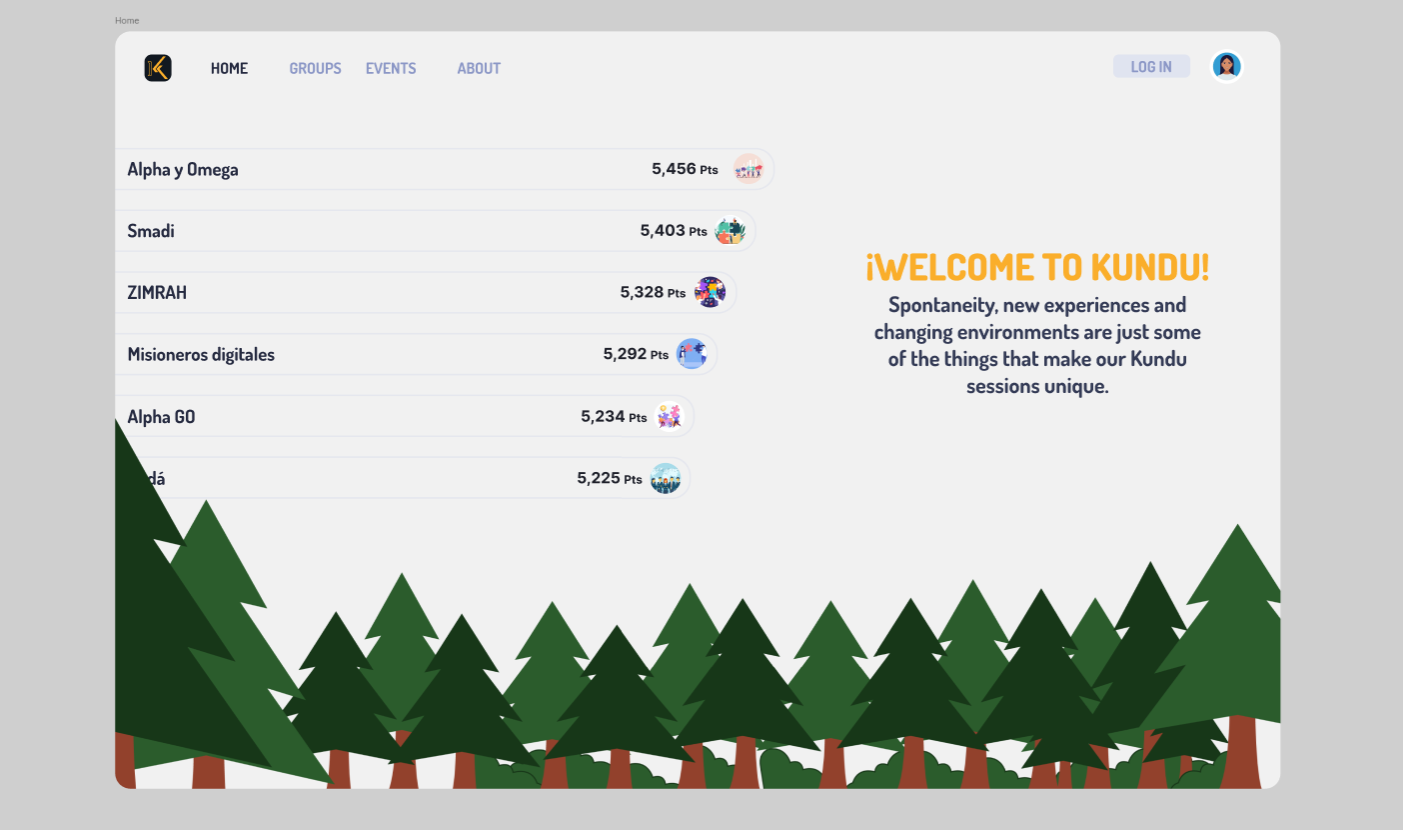 Home
HOME GROUPS EVENTS ABOUT LOG IN
Alpha y Omega 5,456 Pts
Smadi 5,403 Pts
ZIMRAH 5,328 Pts
Misioneros digitales 5,292 Pts
Alpha GO 5,234 Pts
5,225 Pts
¡WELCOME TO KUNDU!
Spontaneity, new experiences and
changing environments are just some
of the things that make our Kundu
sessions unique.